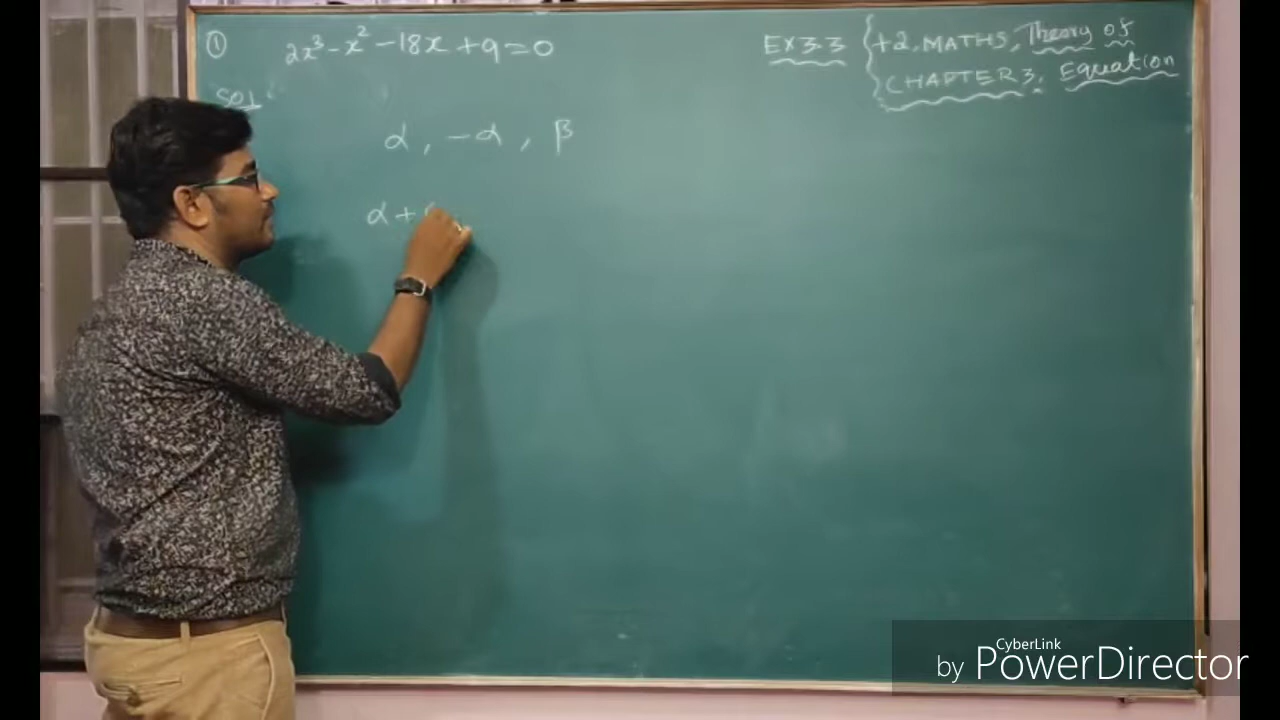 ① 2x³ - x² - 18x + 9 = 0
Ex 3.3 { +2, MATHS, Theory of
CHAPTER 3, Equation
Sol
α, -α, β
α +
CyberLink
by PowerDirector